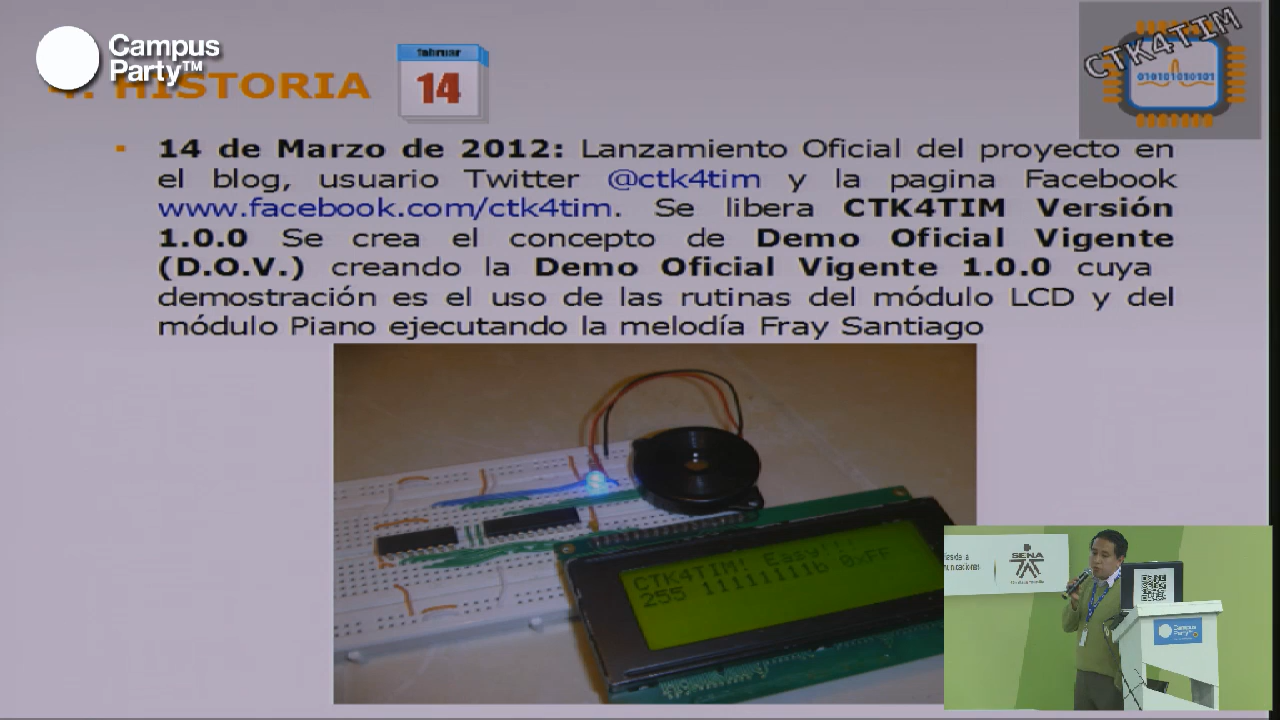 Campus
Party™
4. HISTORIA
februar
14
CTK4TIM
010101010101
14 de Marzo de 2012: Lanzamiento Oficial del proyecto en
el blog, usuario Twitter @ctk4tim y la pagina Facebook
www.facebook.com/ctk4tim. Se libera CTK4TIM Versión
1.0.0 Se crea el concepto de Demo Oficial Vigente
(D.O.V.) creando la Demo Oficial Vigente 1.0.0 cuya
demostración es el uso de las rutinas del módulo LCD y del
módulo Piano ejecutando la melodía Fray Santiago
CTK4TIM! Easy!!!
255 11111111b 0xFF
SENA
Campus
Party